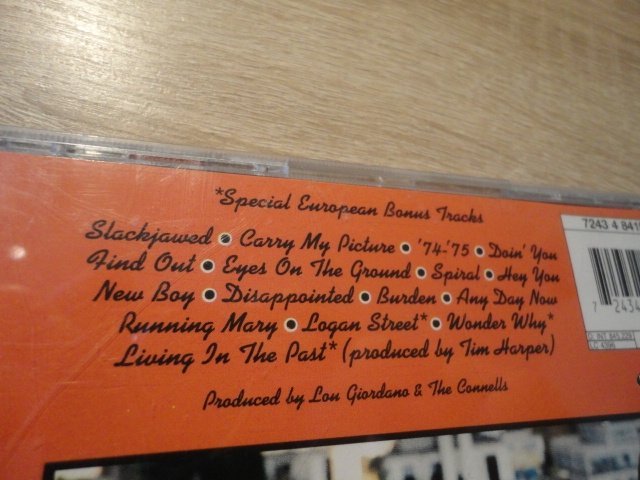 *Special European Bonus Tracks
Slackjawed • Carry My Picture • '74-'75 • Doin' You
Find Out • Eyes On The Ground • Spiral • Hey You
New Boy • Disappointed • Burden • Any Day Now
Running Mary • Logan Street* • Wonder Why*
Living In The Past* (produced by Tim Harper)
Produced by Lou Giordano & The Connells
7243 4 841
7 2434